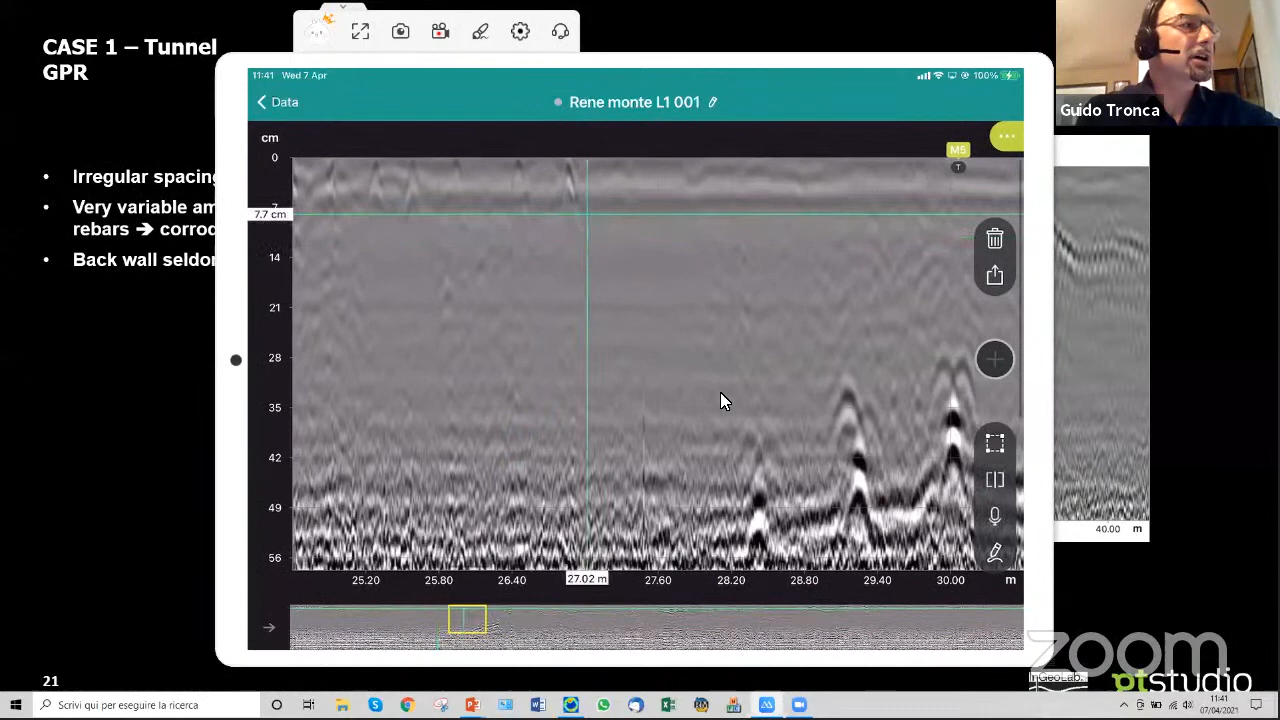 CASE 1 – Tunnel
GPR
11:41 Wed 7 Apr
100%
Data
Rene monte L1 001
Guido Tronca
cm
M5
T
• Irregular spacing
• Very variable am
rebars ➔ corrod
• Back wall seldom
0
7
7.7 cm
14
21
28
35
42
49
56
25.20 25.80 26.40 27.02 m 27.60 28.20 28.80 29.40 30.00 m
40.00 m
zoom
InGeoLab.
ptstudio
21
Scrivi qui per eseguire la ricerca
11:41
07/04/2021